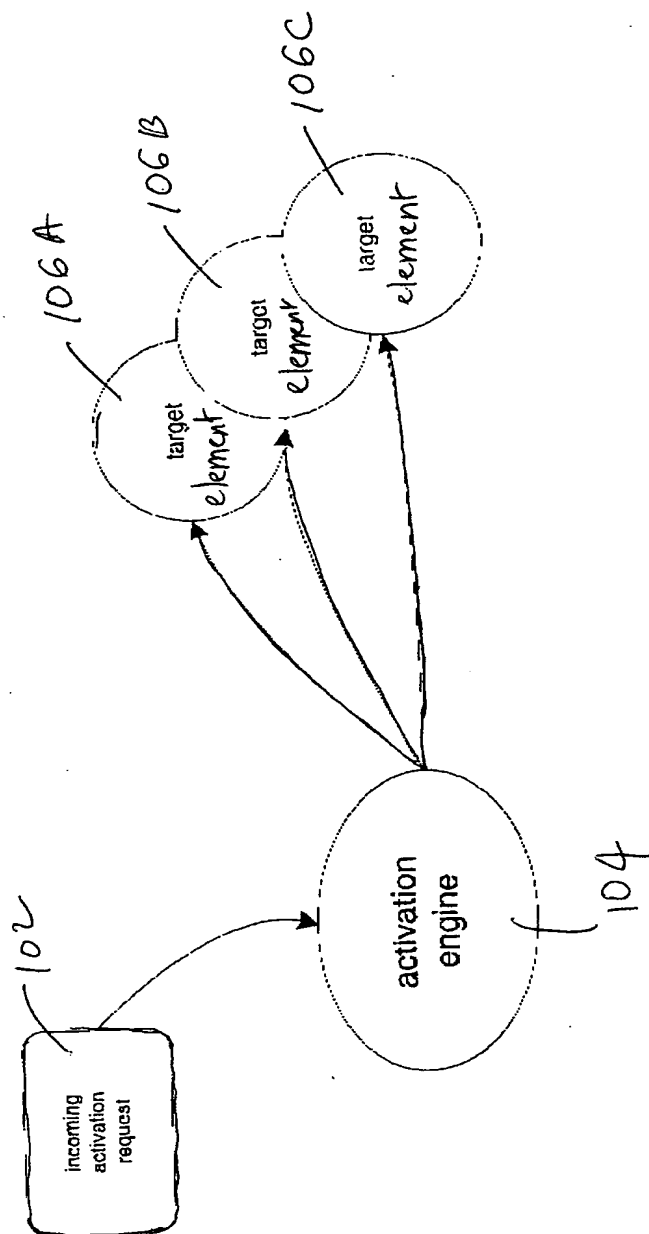 102
incoming
activation
request
activation
engine
104
106A
target
element
106B
target
element
106C
target
element